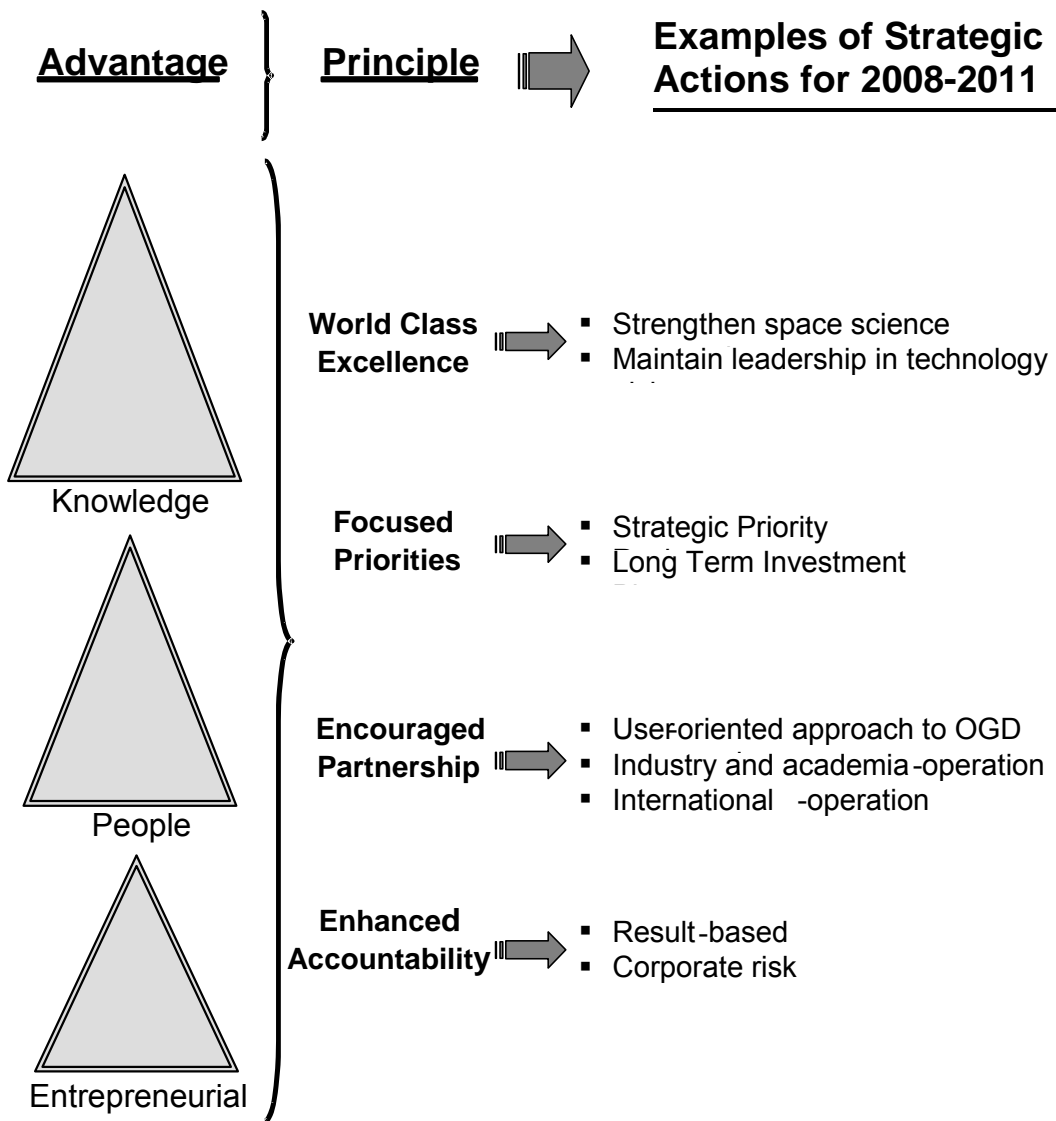 Advantage
Principle
Examples of Strategic
Actions for 2008-2011
Knowledge
People
Entrepreneurial
World Class
Excellence
▪ Strengthen space science
▪ Maintain leadership in technology
Focused
Priorities
▪ Strategic Priority
▪ Long Term Investment
Encouraged
Partnership
▪ User-oriented approach to OGD
▪ Industry and academia-operation
▪ International -operation
Enhanced
Accountability
▪ Result-based
▪ Corporate risk